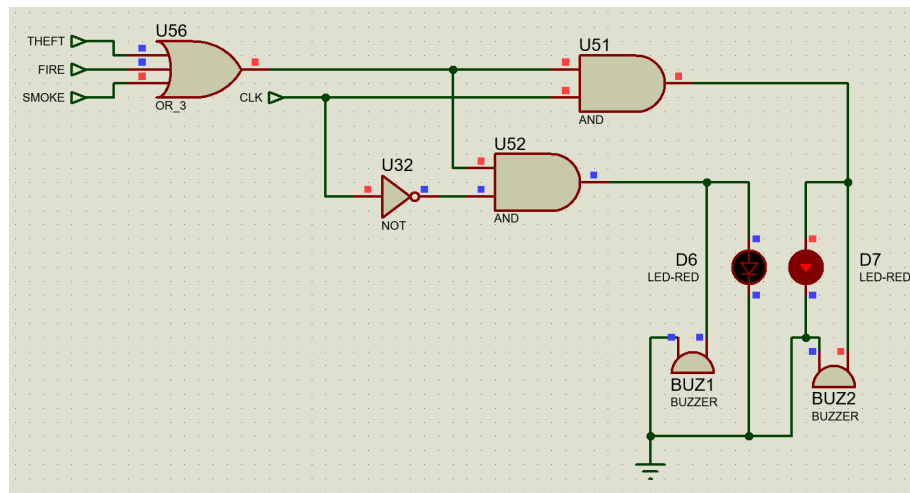 U56
THEFT
FIRE
SMOKE
OR_3
CLK
U51
AND
U52
AND
U32
NOT
D6
LED-RED
D7
LED-RED
BUZ1
BUZZER
BUZ2
BUZZER